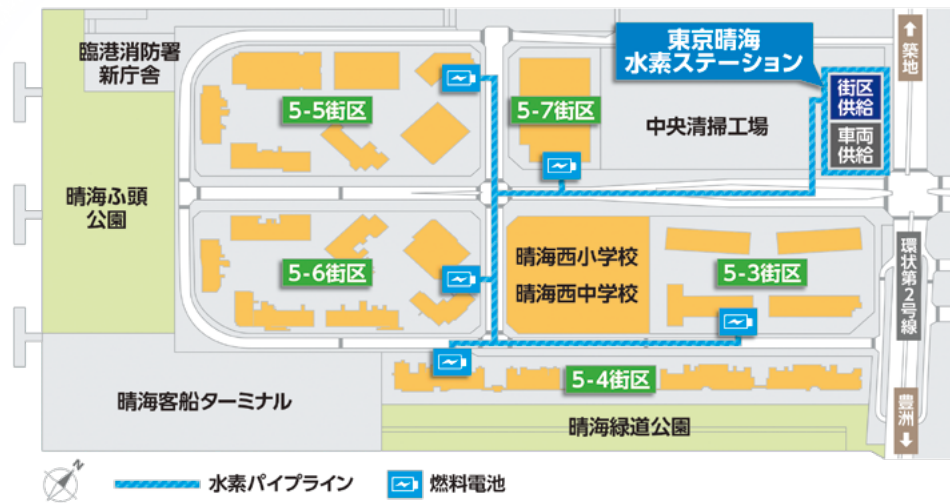 臨港消防署
新庁舎
5-5街区
5-7街区
東京晴海
水素ステーション
↑築地
街区
供給
車両
供給
中央清掃工場
晴海ふ頭
公園
5-6街区
晴海西小学校
晴海西中学校
5-3街区
環状第2号線
5-4街区
晴海客船ターミナル
晴海緑道公園
豊洲↓
N
水素パイプライン
燃料電池